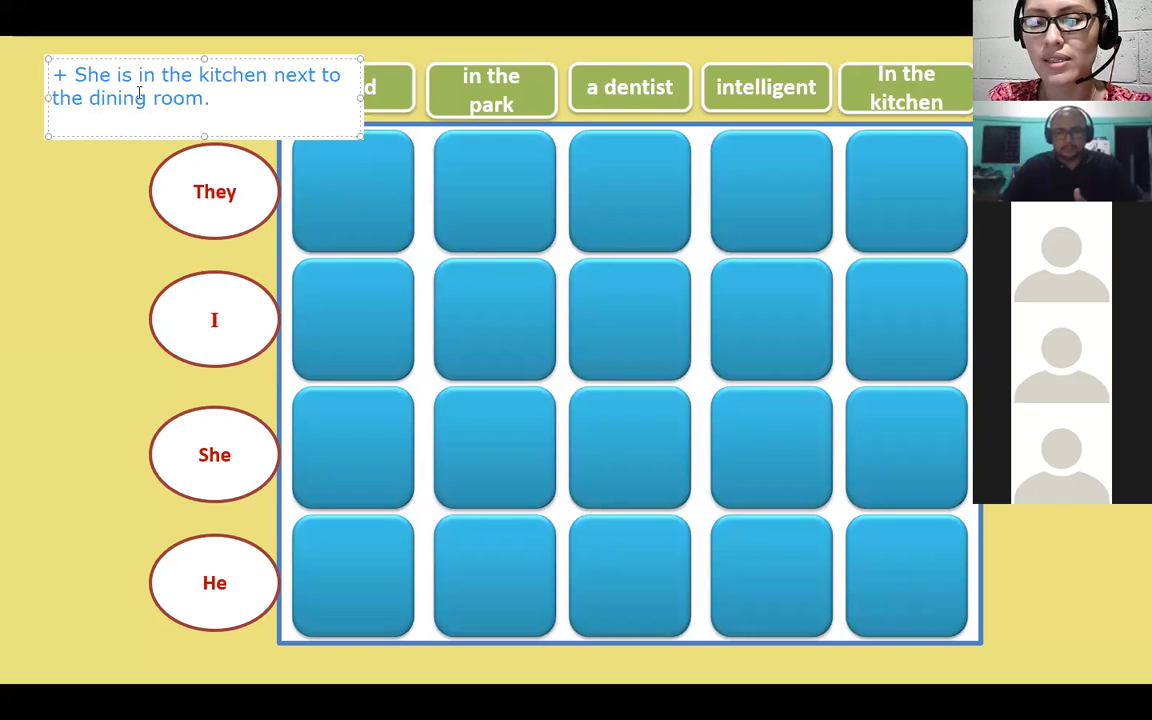 + She is in the kitchen next to
the dining room.
d
in the
park
a dentist
intelligent
In the
kitchen
They
I
She
He